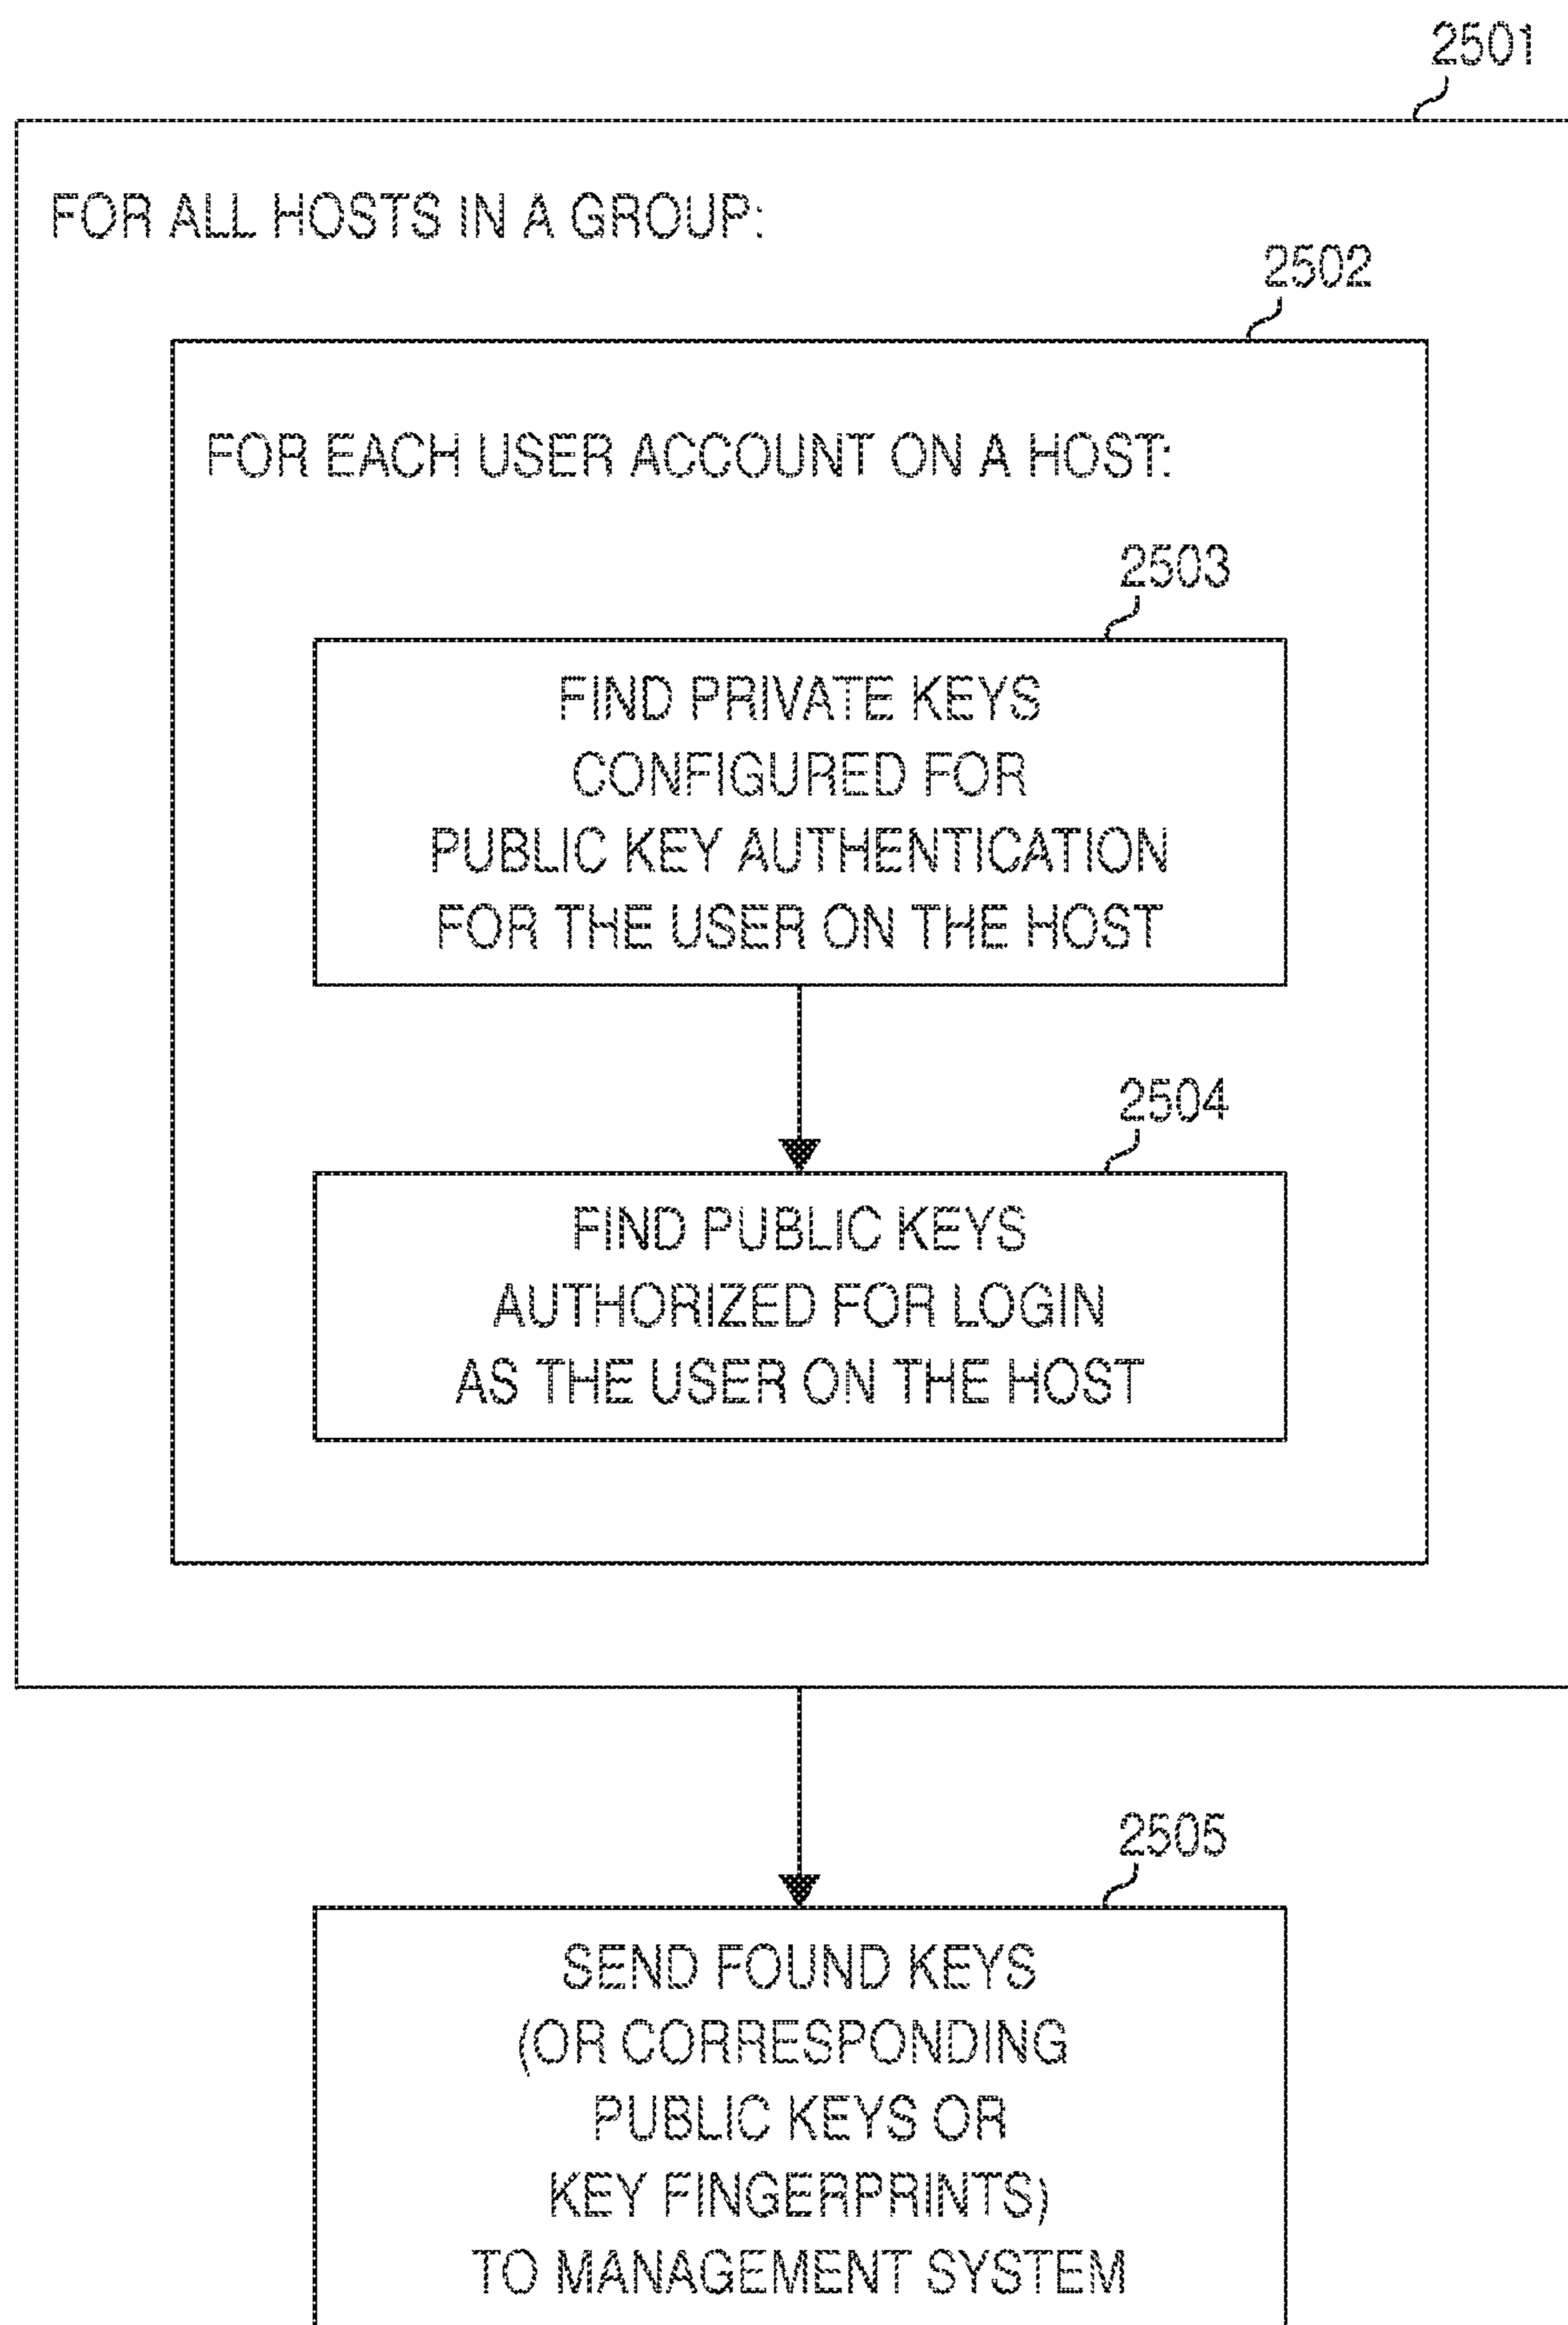 2501
FOR ALL HOSTS IN A GROUP:
2502
FOR EACH USER ACCOUNT ON A HOST:
2503
FIND PRIVATE KEYS
CONFIGURED FOR
PUBLIC KEY AUTHENTICATION
FOR THE USER ON THE HOST
2504
FIND PUBLIC KEYS
AUTHORIZED FOR LOGIN
AS THE USER ON THE HOST
2505
SEND FOUND KEYS
(OR CORRESPONDING
PUBLIC KEYS OR
KEY FINGERPRINTS)
TO MANAGEMENT SYSTEM